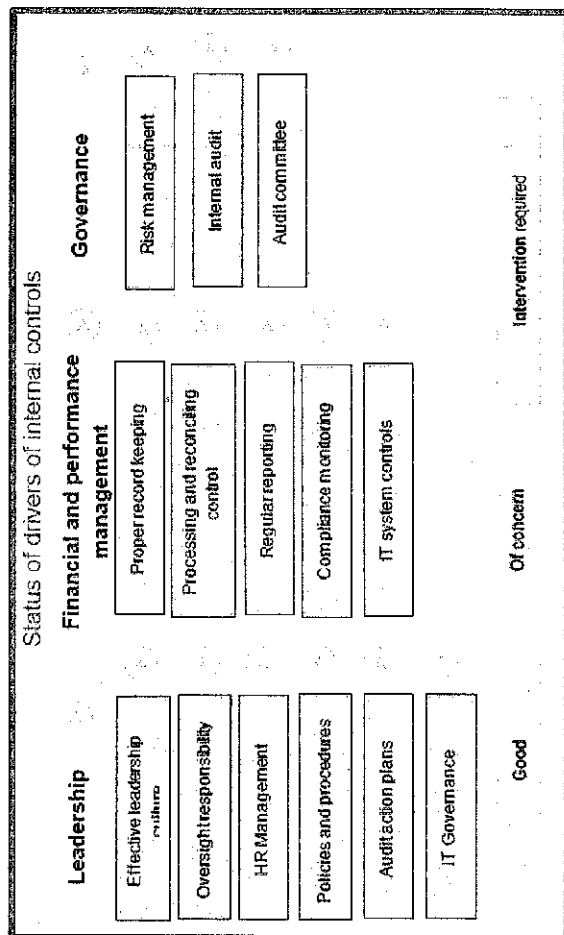 Status of drivers of internal controls
Leadership
Effective leadership
culture
Oversight responsibility
HR Management
Policies and procedures
Audit action plans
IT Governance
Financial and performance
management
Proper record keeping
Processing and reconciling
control
Regular reporting
Compliance monitoring
IT system controls
Governance
Risk management
Internal audit
Audit committee
Good
Of concern
Intervention required